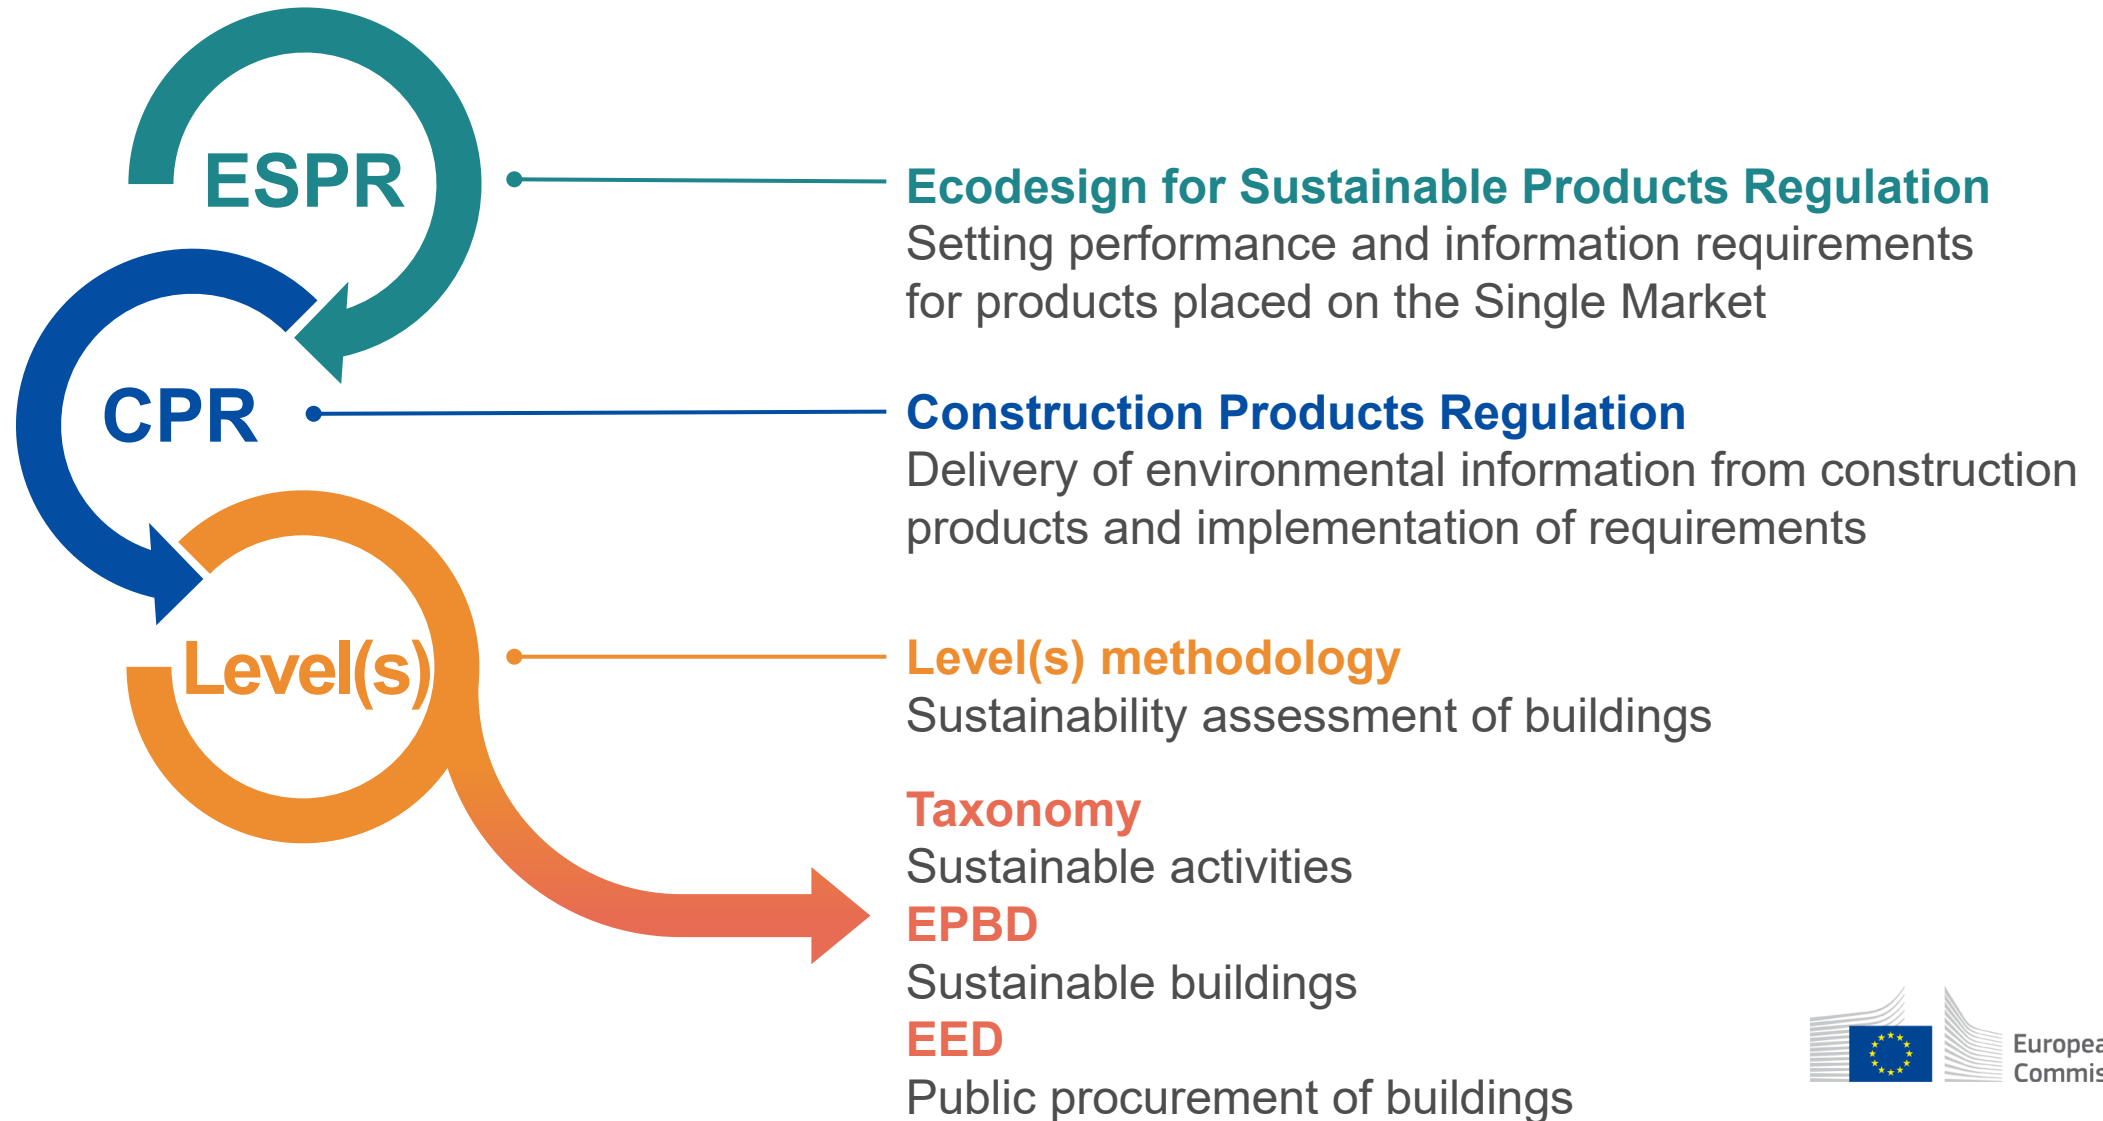 ESPR
Ecodesign for Sustainable Products Regulation
Setting performance and information requirements
for products placed on the Single Market
CPR
Construction Products Regulation
Delivery of environmental information from construction
products and implementation of requirements
Level(s)
Level(s) methodology
Sustainability assessment of buildings
Taxonomy
Sustainable activities
EPBD
Sustainable buildings
EED
Public procurement of buildings